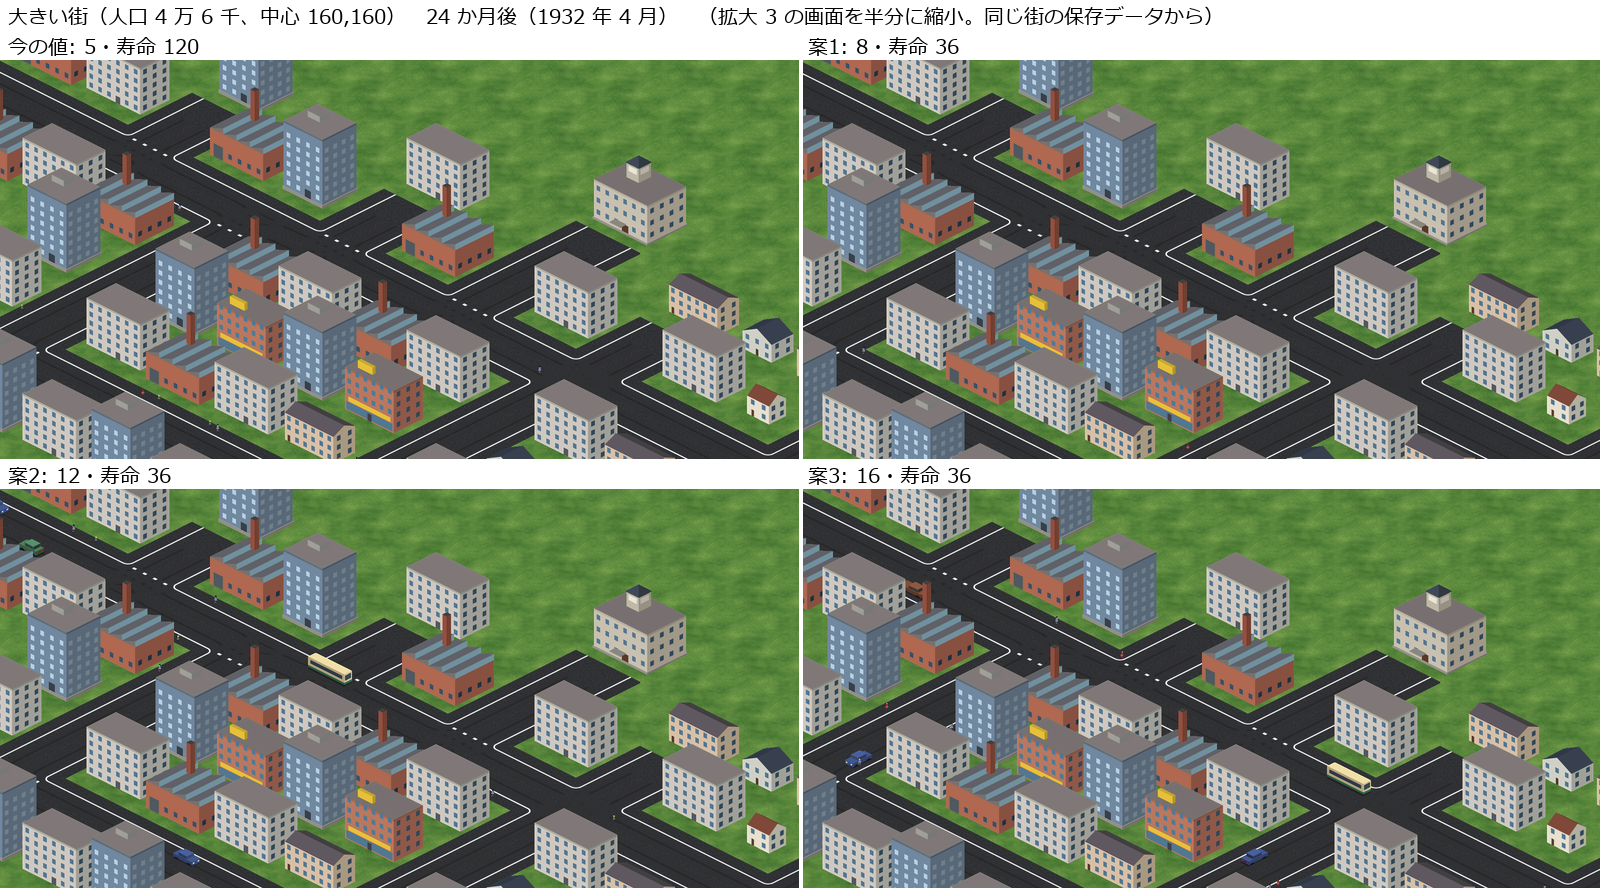 大きい街（人口 4 万 6 千、中心 160,160）　24 か月後（1932 年 4 月）　（拡大 3 の画面を半分に縮小。同じ街の保存データから）
今の値: 5・寿命 120
案1: 8・寿命 36
案2: 12・寿命 36
案3: 16・寿命 36